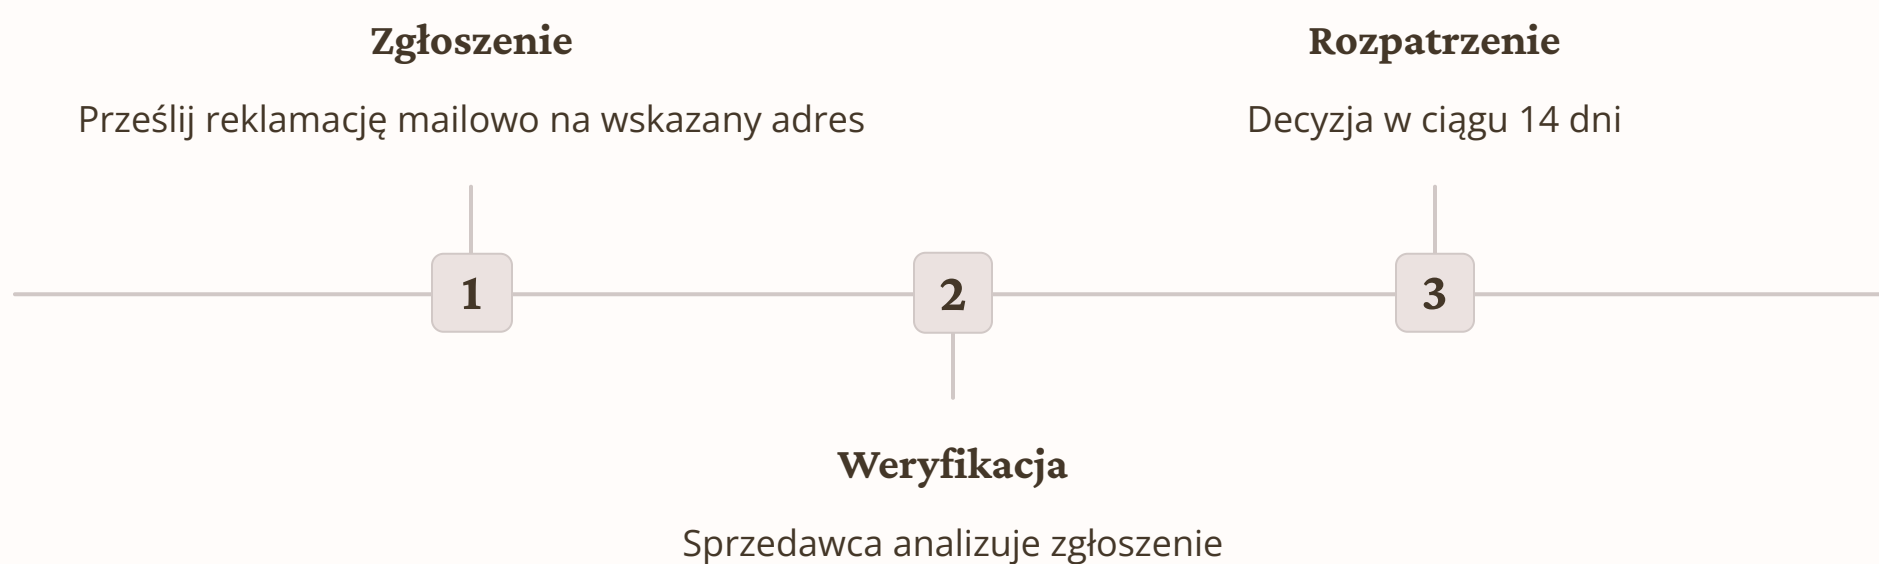 Zgłoszenie
Prześlij reklamację mailowo na wskazany adres
1
2
Weryfikacja
Sprzedawca analizuje zgłoszenie
Rozpatrzenie
Decyzja w ciągu 14 dni
3